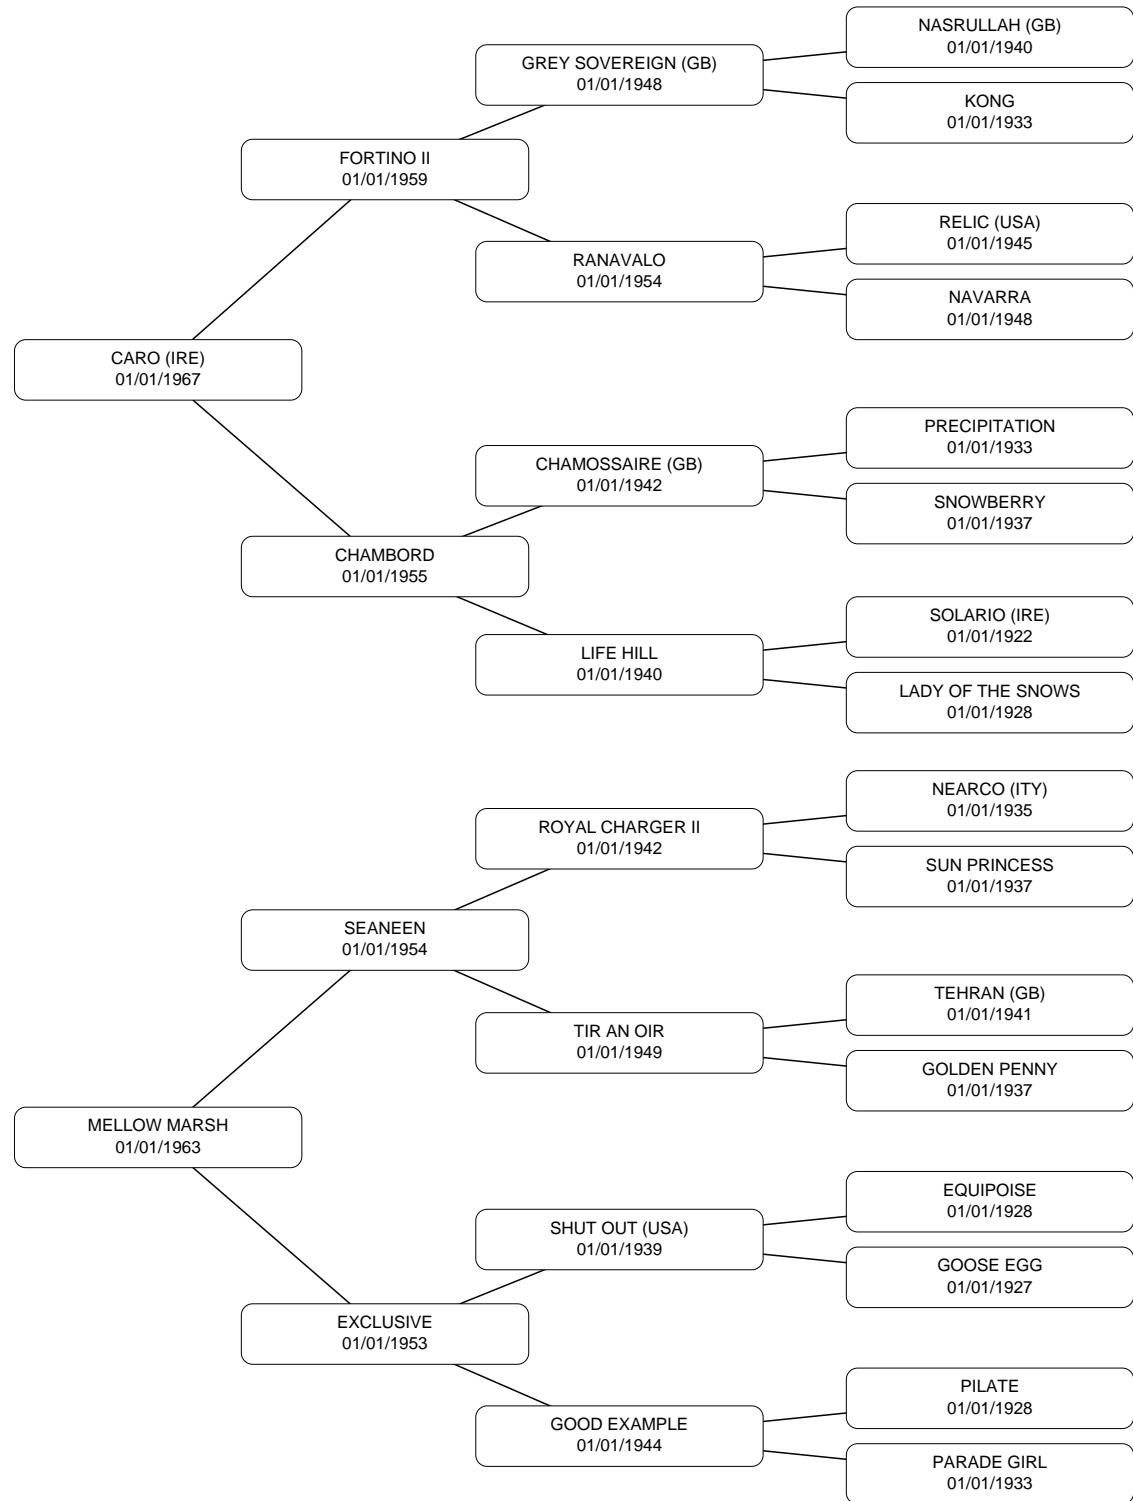 NASRULLAH (GB)
01/01/1940
GREY SOVEREIGN (GB)
01/01/1948
KONG
01/01/1933
FORTINO II
01/01/1959
RELIC (USA)
01/01/1945
RANAVALO
01/01/1954
NAVARRA
01/01/1948
CARO (IRE)
01/01/1967
PRECIPITATION
01/01/1933
CHAMOSSAIRE (GB)
01/01/1942
SNOWBERRY
01/01/1937
CHAMBORD
01/01/1955
SOLARIO (IRE)
01/01/1922
LIFE HILL
01/01/1940
LADY OF THE SNOWS
01/01/1928
NEARCO (ITY)
01/01/1935
ROYAL CHARGER II
01/01/1942
SUN PRINCESS
01/01/1937
SEANEEN
01/01/1954
TEHRAN (GB)
01/01/1941
TIR AN OIR
01/01/1949
GOLDEN PENNY
01/01/1937
MELLOW MARSH
01/01/1963
EQUIPOISE
01/01/1928
SHUT OUT (USA)
01/01/1939
GOOSE EGG
01/01/1927
EXCLUSIVE
01/01/1953
PILATE
01/01/1928
GOOD EXAMPLE
01/01/1944
PARADE GIRL
01/01/1933